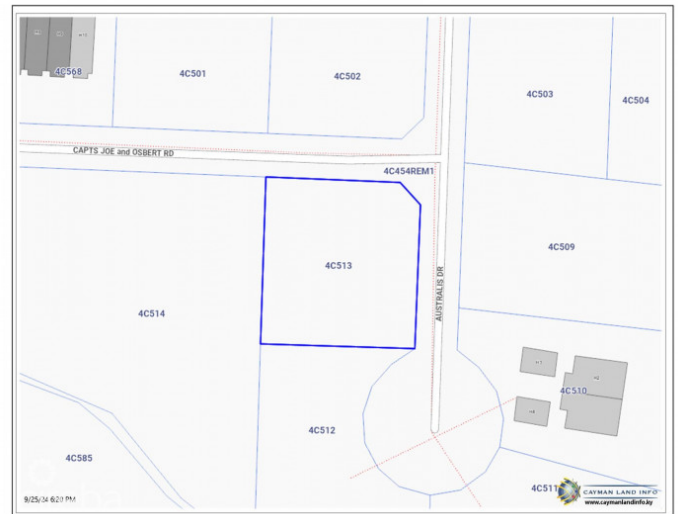 4C568
4C501
4C502
4C503
4C504
CAPTS JOE and OSBERT RD
4C454REM1
4C513
4C509
AUSTRALIS DR
4C514
4C510
4C512
4C585
4C511
9/25/24 6:20 PM
CAYMAN LAND INFO
www.caymanlandinfo.ky